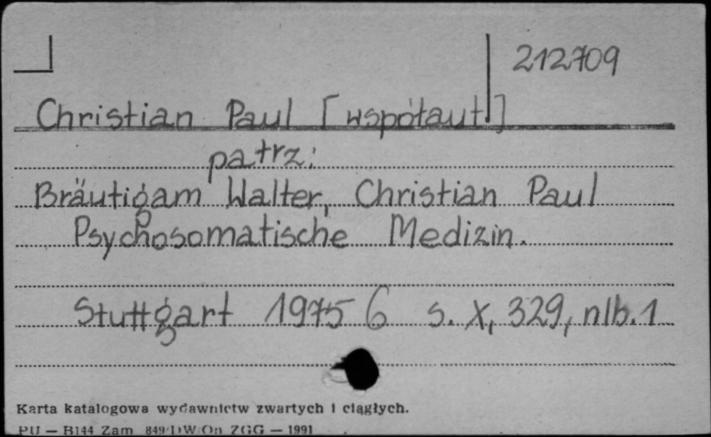 212709
Christian Paul [współaut.]
patrz:
Bräutigam Walter, Christian Paul
Psychosomatische Medizin.
Stuttgart 1975 6 s. X, 329, nlb. 1
Karta katalogowa wydawnictw zwartych i ciągłych.
PU — B144 Zam. 849/DW/On ZGG — 1991